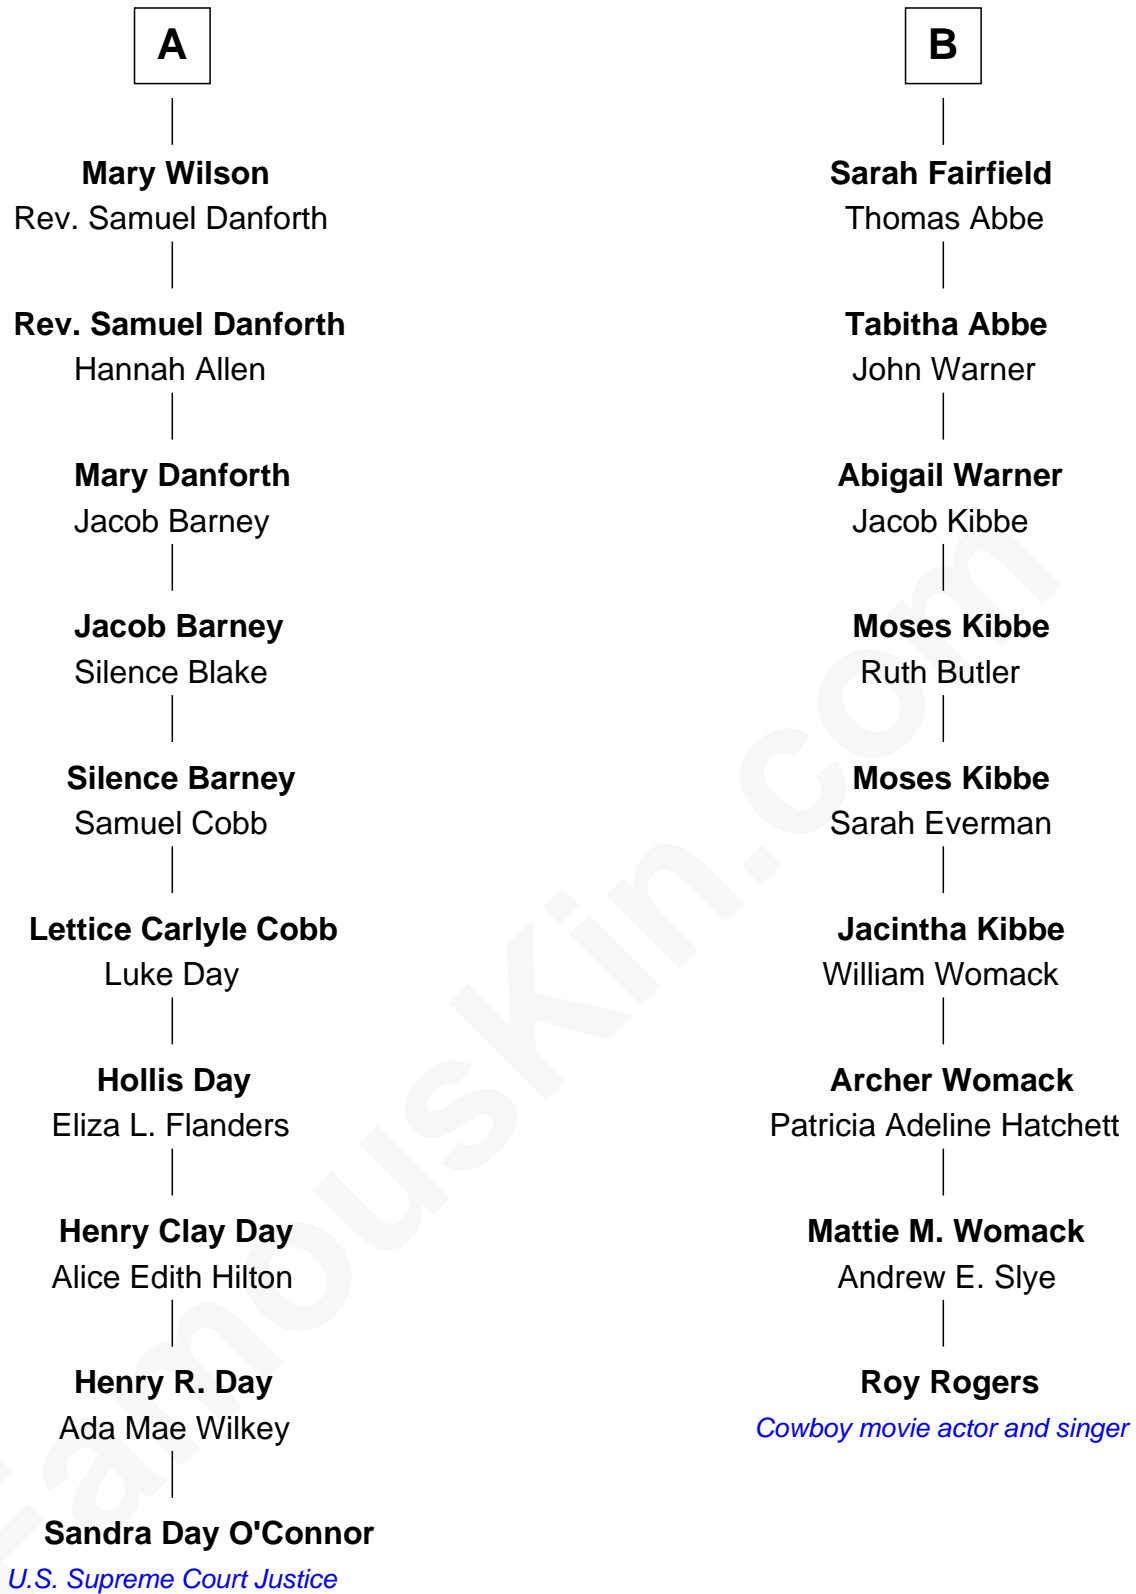 A
Mary Wilson
Rev. Samuel Danforth
Rev. Samuel Danforth
Hannah Allen
Mary Danforth
Jacob Barney
Jacob Barney
Silence Blake
Silence Barney
Samuel Cobb
Lettice Carlyle Cobb
Luke Day
Hollis Day
Eliza L. Flanders
Henry Clay Day
Alice Edith Hilton
Henry R. Day
Ada Mae Wilkey
Sandra Day O'Connor
U.S. Supreme Court Justice
B
Sarah Fairfield
Thomas Abbe
Tabitha Abbe
John Warner
Abigail Warner
Jacob Kibbe
Moses Kibbe
Ruth Butler
Moses Kibbe
Sarah Everman
Jacintha Kibbe
William Womack
Archer Womack
Patricia Adeline Hatchett
Mattie M. Womack
Andrew E. Slye
Roy Rogers
Cowboy movie actor and singer
FamousKin.com